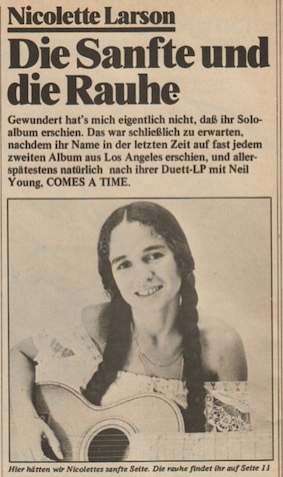 Nicolette Larson
Die Sanfte und
die Rauhe
Gewundert hat's mich eigentlich nicht, daß ihr Solo-
album erschien. Das war schließlich zu erwarten,
nachdem ihr Name in der letzten Zeit auf fast jedem
zweiten Album aus Los Angeles erschien, und aller-
spätestens natürlich nach ihrer Duett-LP mit Neil
Young, COMES A TIME.
Hier hätten wir Nicolettes sanfte Seite. Die rauhe findet ihr auf Seite 11